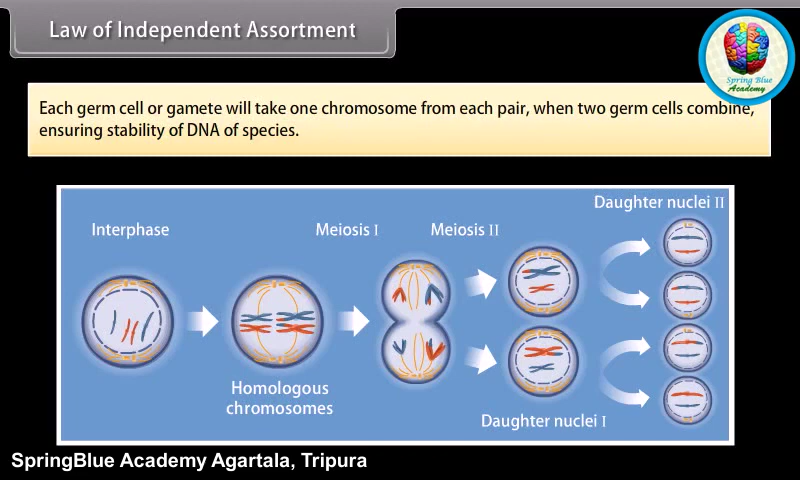 Law of Independent Assortment
Spring Blue
Academy
Each germ cell or gamete will take one chromosome from each pair, when two germ cells combine,
ensuring stability of DNA of species.
Daughter nuclei II
Interphase
Meiosis I
Meiosis II
Homologous
chromosomes
Daughter nuclei I
SpringBlue Academy Agartala, Tripura